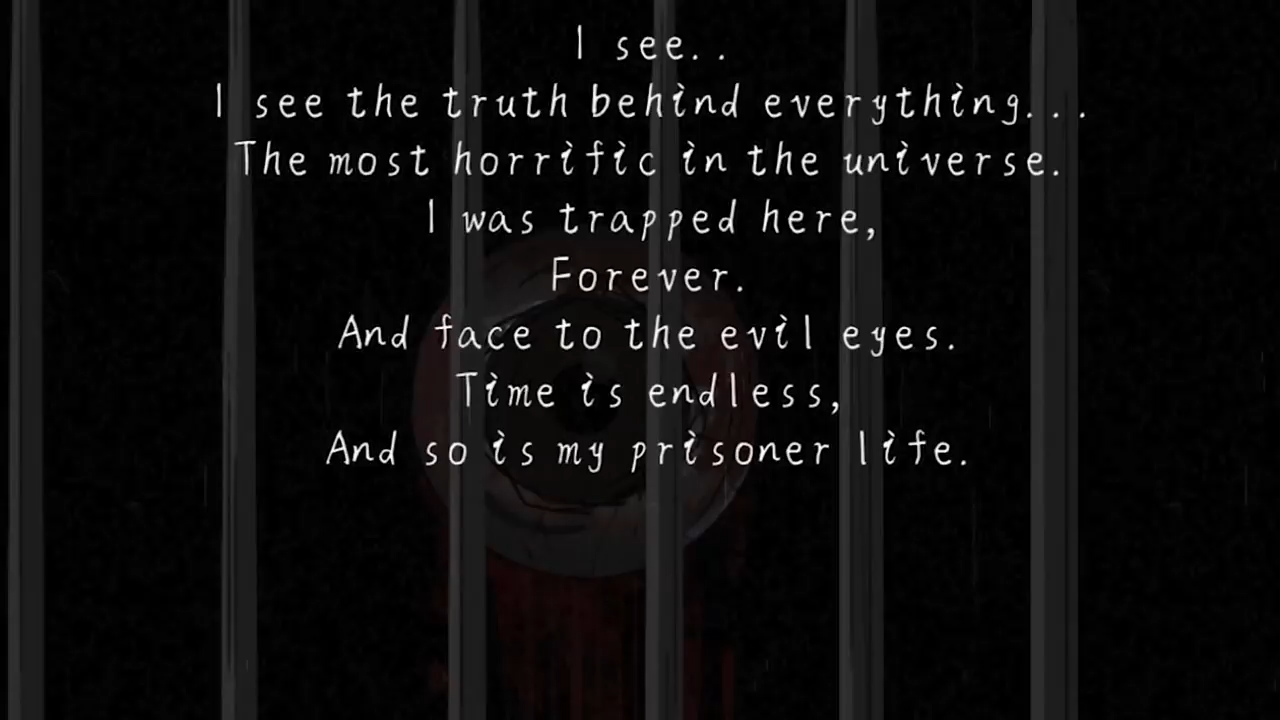 I see..
I see the truth behind everything...
The most horrific in the universe.
I was trapped here,
Forever.
And face to the evil eyes.
Time is endless,
And so is my prisoner life.